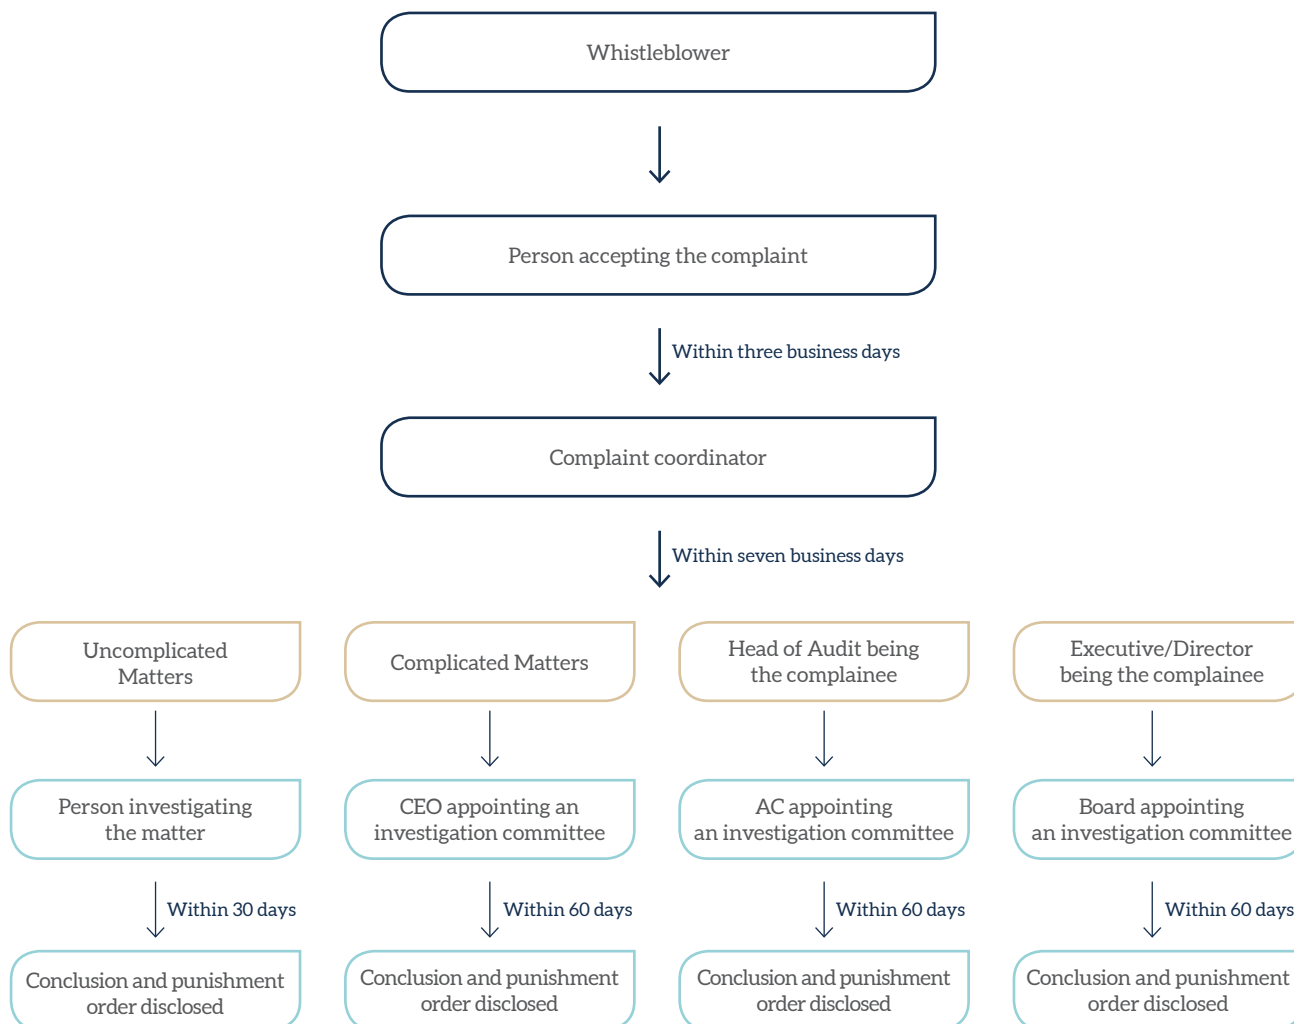 Whistleblower
Person accepting the complaint
Within three business days
Complaint coordinator
Within seven business days
Uncomplicated
Matters
Complicated Matters
Head of Audit being
the complainee
Executive/Director
being the complainee
Person investigating
the matter
CEO appointing an
investigation committee
AC appointing
an investigation committee
Board appointing
an investigation committee
Within 30 days
Within 60 days
Within 60 days
Within 60 days
Conclusion and punishment
order disclosed
Conclusion and punishment
order disclosed
Conclusion and punishment
order disclosed
Conclusion and punishment
order disclosed